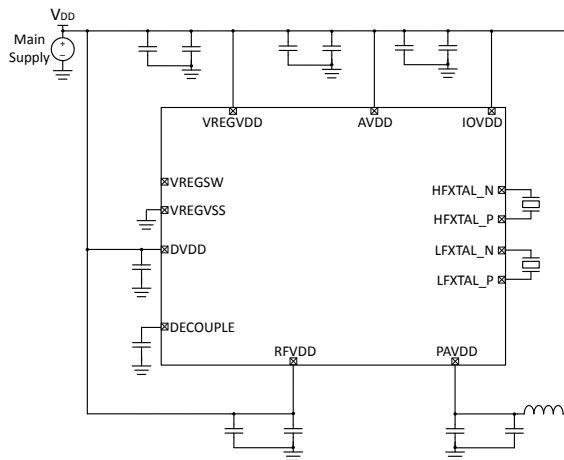 VDD
Main
Supply
+
–
VREGVDD
AVDD
IOVDD
VREGSW
HFXTAL_N
VREGVSS
HFXTAL_P
DVDD
LFXTAL_N
LFXTAL_P
DECOUPLE
RFVDD
PAVDD